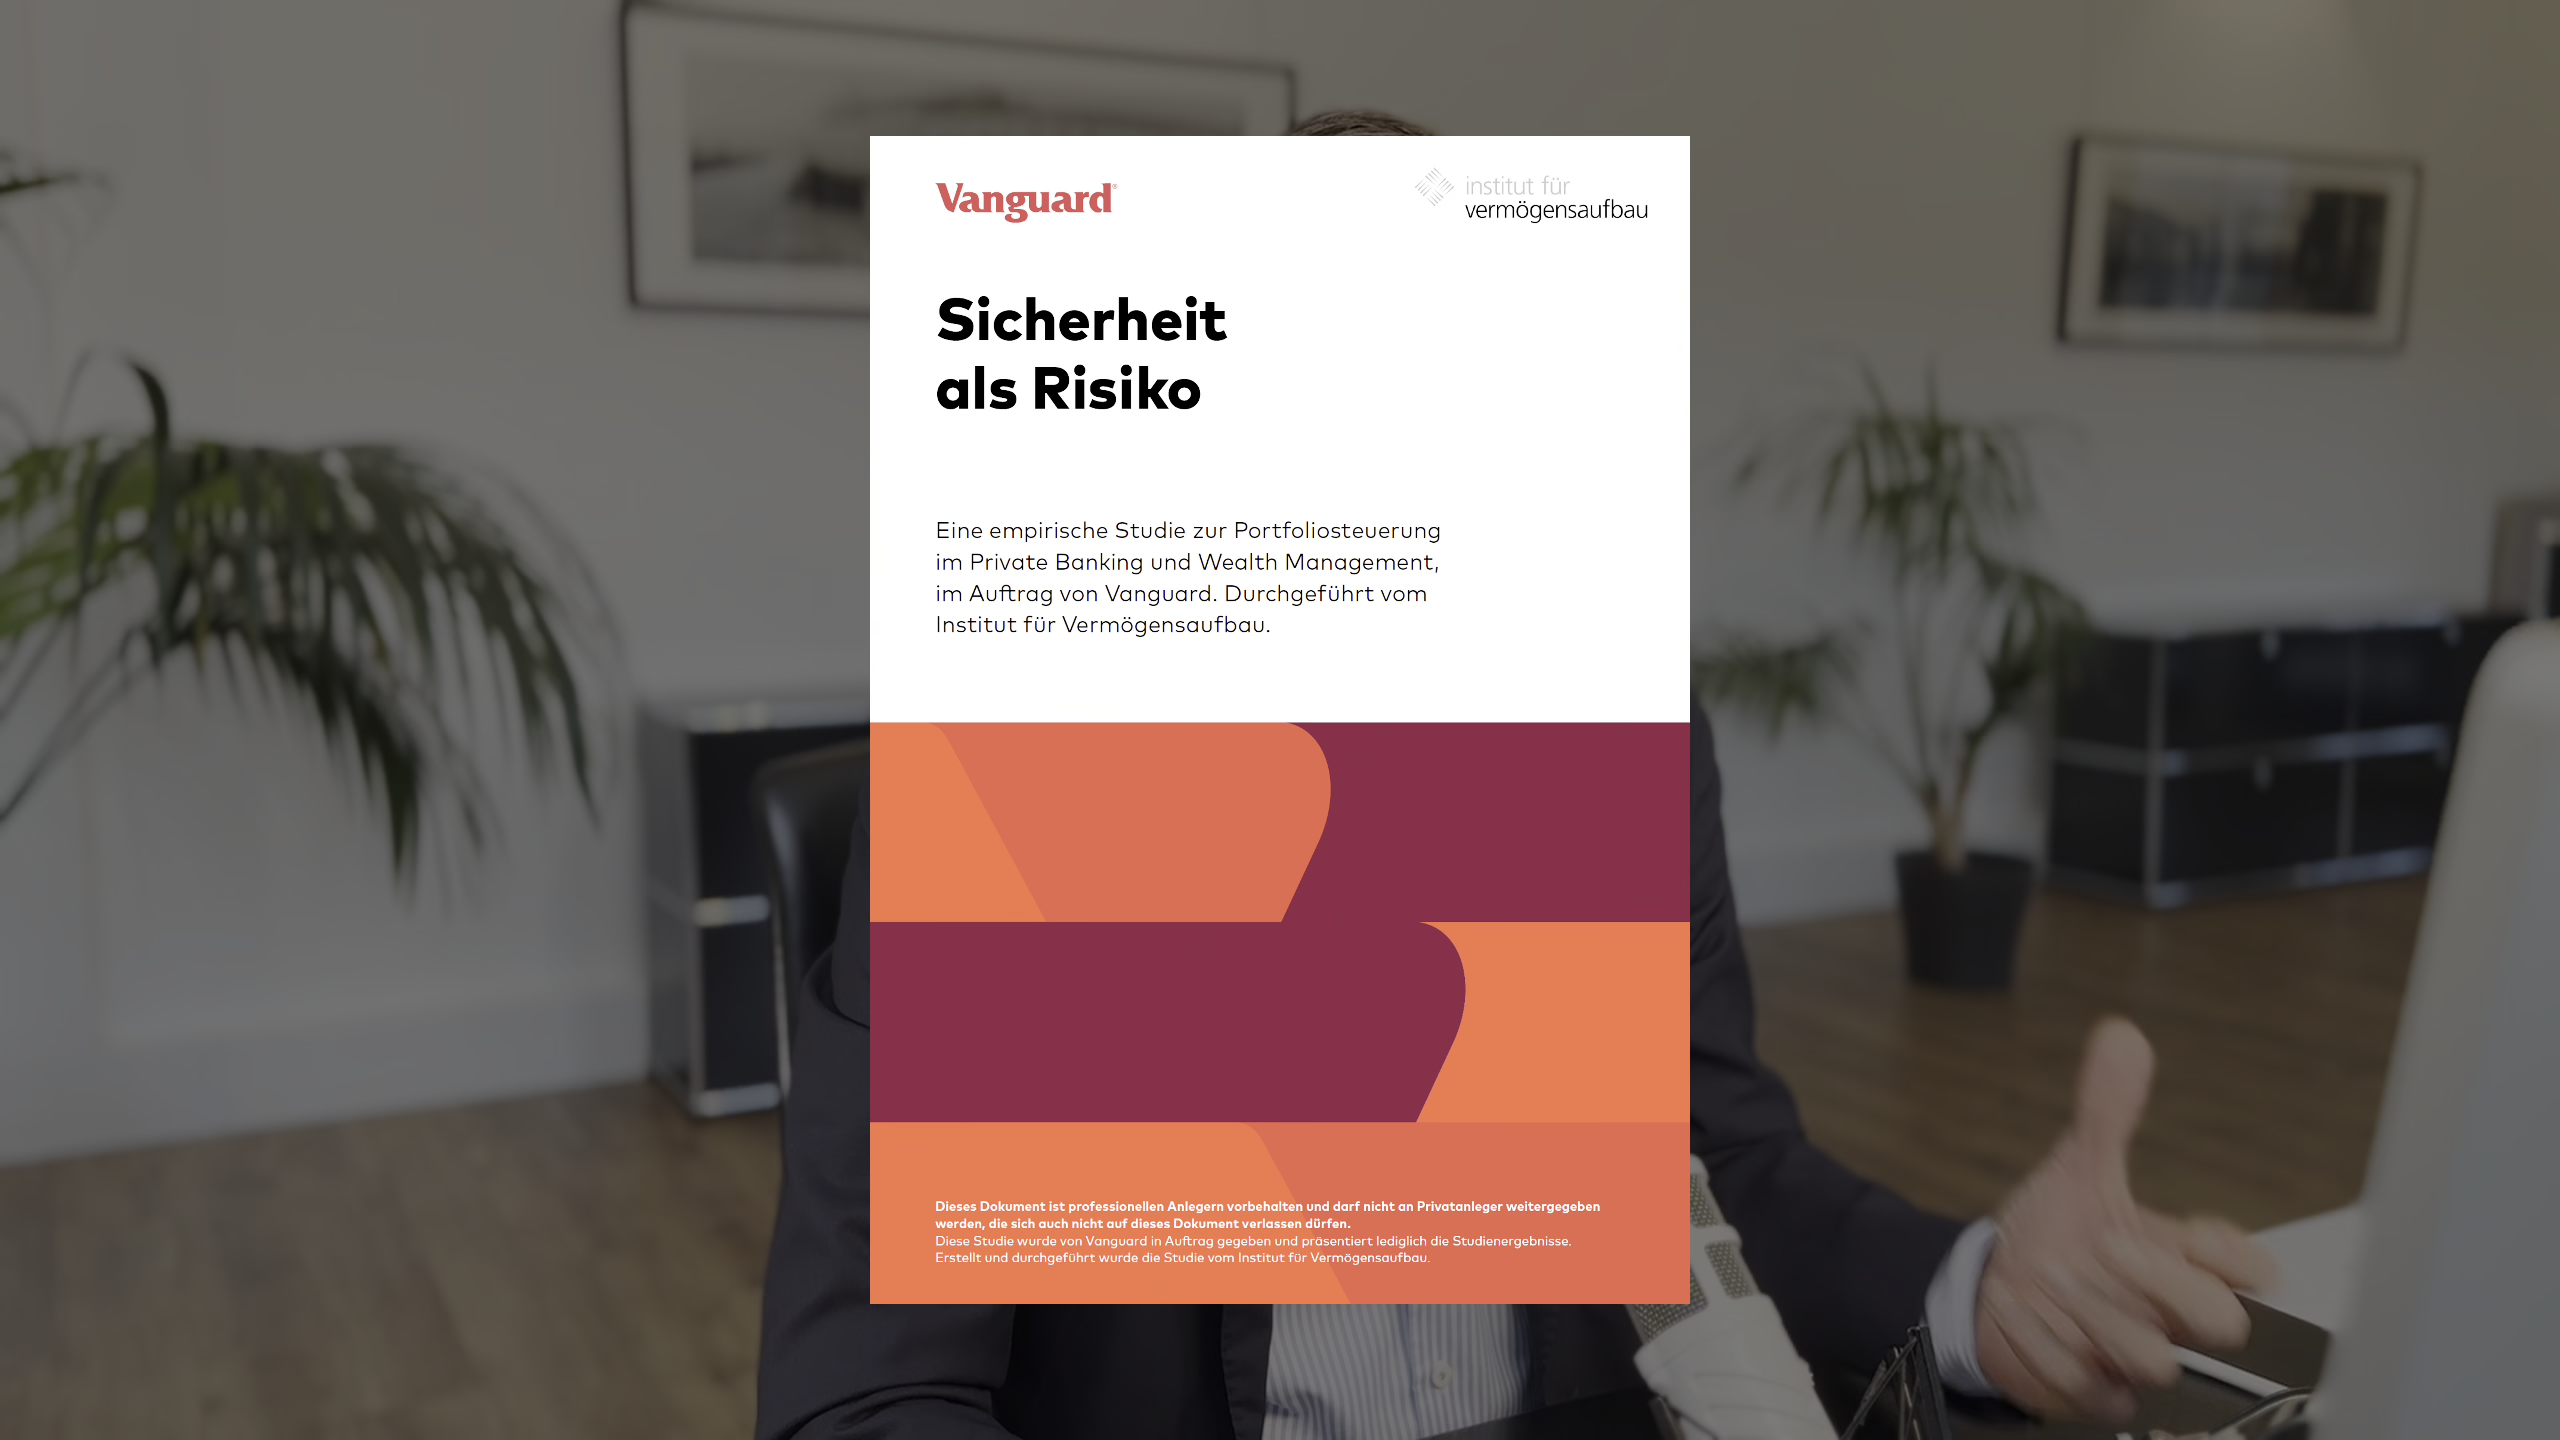 Vanguard®
institut für
vermögensaufbau
Sicherheit
als Risiko
Eine empirische Studie zur Portfoliosteuerung
im Private Banking und Wealth Management,
im Auftrag von Vanguard. Durchgeführt vom
Institut für Vermögensaufbau.
Dieses Dokument ist professionellen Anlegern vorbehalten und darf nicht an Privatanleger weitergegeben
werden, die sich auch nicht auf dieses Dokument verlassen dürfen.
Diese Studie wurde von Vanguard in Auftrag gegeben und präsentiert lediglich die Studienergebnisse.
Erstellt und durchgeführt wurde die Studie vom Institut für Vermögensaufbau.